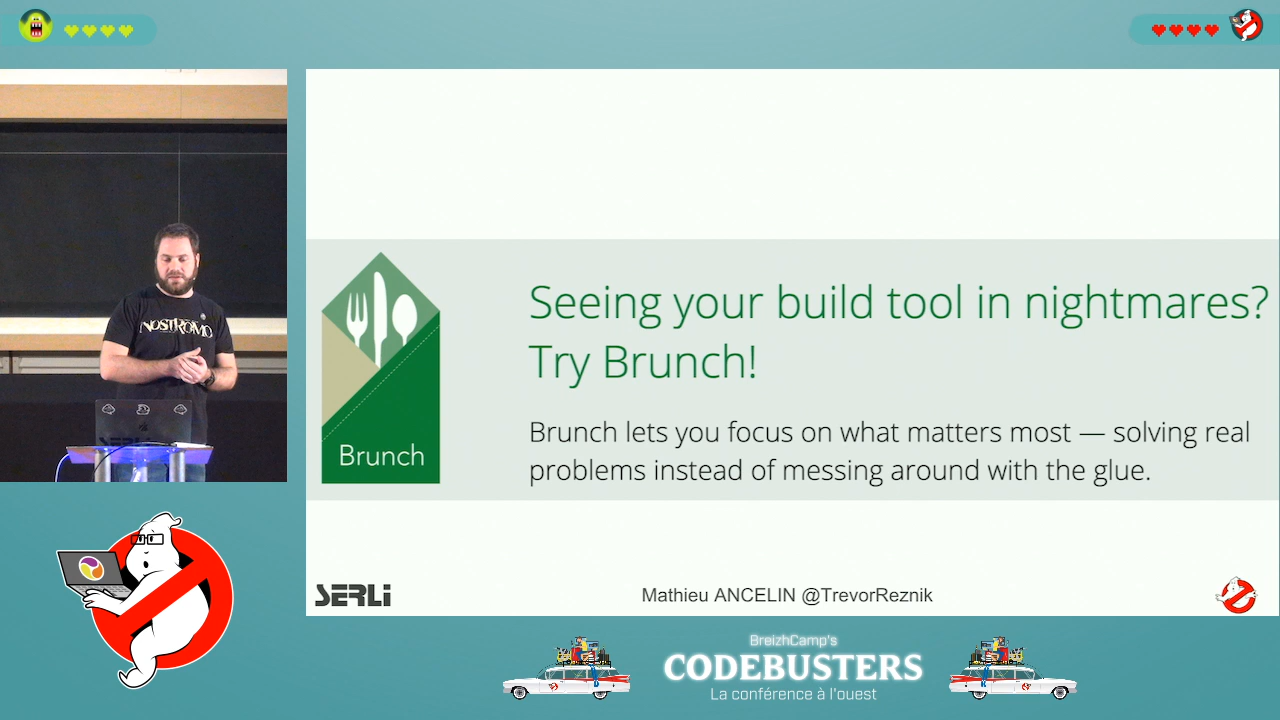 NOSTROMO
SERLI
Seeing your build tool in nightmares?
Try Brunch!
Brunch lets you focus on what matters most — solving real
problems instead of messing around with the glue.
Brunch
SERLi
Mathieu ANCELIN @TrevorReznik
BreizhCamp's
CODEBUSTERS
La conférence à l'ouest